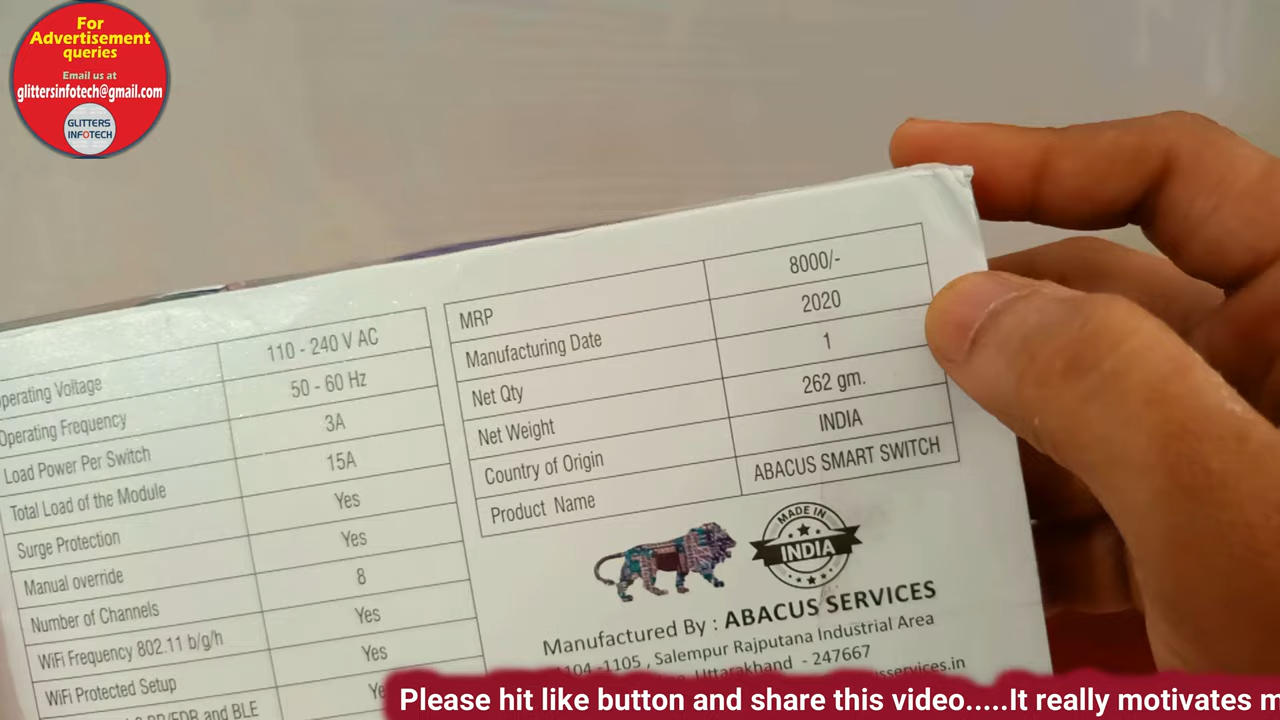 For
Advertisement
queries
Email us at
glittersinfotech@gmail.com
GLITTERS
INFOTECH
Operating Voltage 110 - 240 V AC
Operating Frequency 50 - 60 Hz
Load Power Per Switch 3A
Total Load of the Module 15A
Surge Protection Yes
Manual override Yes
Number of Channels 8
WiFi Frequency 802.11 b/g/h Yes
WiFi Protected Setup Yes
and BLE
MRP 8000/-
Manufacturing Date 2020
Net Qty 1
Net Weight 262 gm.
Country of Origin INDIA
Product Name ABACUS SMART SWITCH
MADE IN
INDIA
Manufactured By : ABACUS SERVICES
1104 -1105 , Salempur Rajputana Industrial Area
Uttarakhand - 247667
Please hit like button and share this video.....It really motivates m